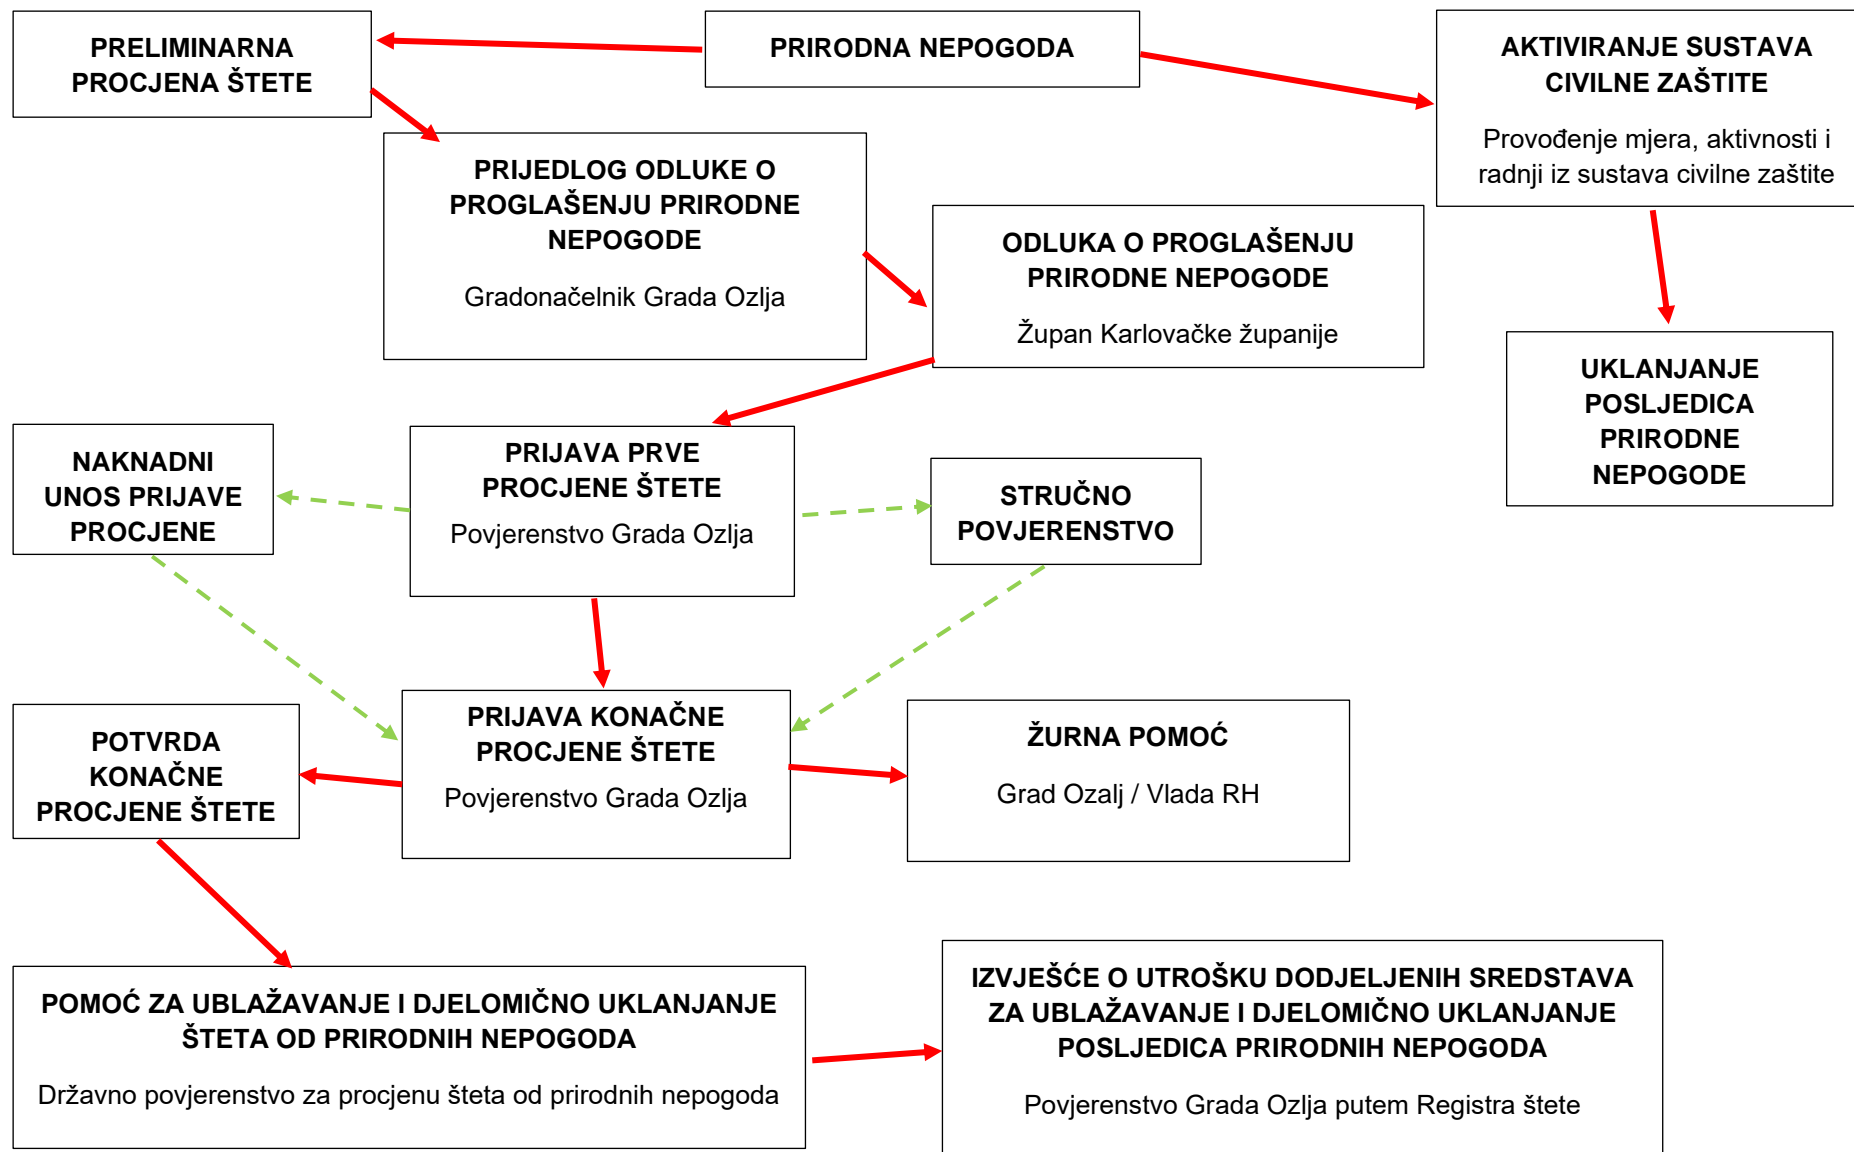 PRELIMINARNA
PROCJENA ŠTETE
PRIRODNA NEPOGODA
AKTIVIRANJE SUSTAVA
CIVILNE ZAŠTITE
Provođenje mjera, aktivnosti i
radnji iz sustava civilne zaštite
PRIJEDLOG ODLUKE O
PROGLAŠENJU PRIRODNE
NEPOGODE
Gradonačelnik Grada Ozlja
ODLUKA O PROGLAŠENJU
PRIRODNE NEPOGODE
Župan Karlovačke županije
UKLANJANJE
POSLJEDICA
PRIRODNE
NEPOGODE
NAKNADNI
UNOS PRIJAVE
PROCJENE
PRIJAVA PRVE
PROCJENE ŠTETE
Povjerenstvo Grada Ozlja
STRUČNO
POVJERENSTVO
POTVRDA
KONAČNE
PROCJENE ŠTETE
PRIJAVA KONAČNE
PROCJENE ŠTETE
Povjerenstvo Grada Ozlja
ŽURNA POMOĆ
Grad Ozalj / Vlada RH
POMOĆ ZA UBLAŽAVANJE I DJELOMIČNO UKLANJANJE
ŠTETA OD PRIRODNIH NEPOGODA
Državno povjerenstvo za procjenu šteta od prirodnih nepogoda
IZVJEŠĆE O UTROŠKU DODJELJENIH SREDSTAVA
ZA UBLAŽAVANJE I DJELOMIČNO UKLANJANJE
POSLJEDICA PRIRODNIH NEPOGODA
Povjerenstvo Grada Ozlja putem Registra štete